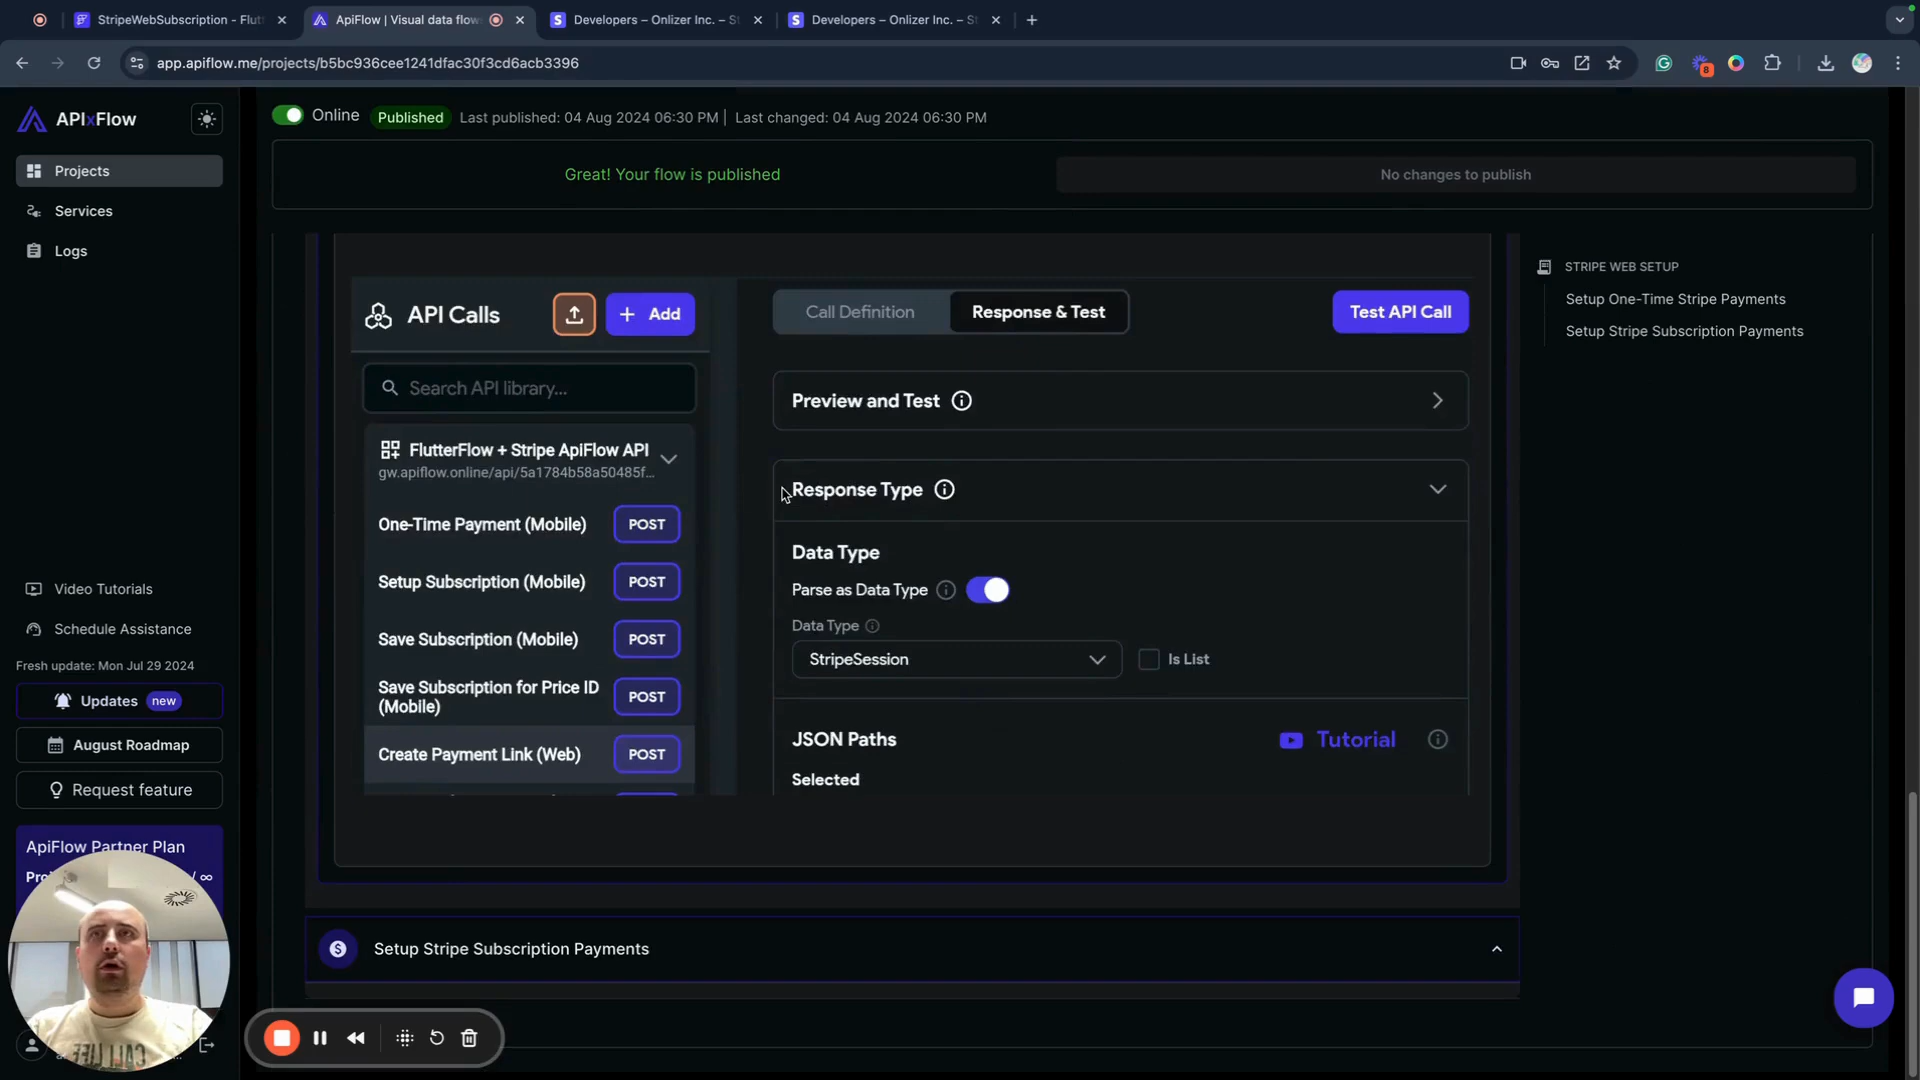 StripeWebSubscription - Flutt
ApiFlow | Visual data flow
Developers – Onlizer Inc. – St
Developers – Onlizer Inc. – St
app.apiflow.me/projects/b5bc936cee1241dfac30f3cd6acb3396
8
APIxFlow
Projects
Services
Logs
Online
Published
Last published: 04 Aug 2024 06:30 PM | Last changed: 04 Aug 2024 06:30 PM
Great! Your flow is published
No changes to publish
STRIPE WEB SETUP
Setup One-Time Stripe Payments
Setup Stripe Subscription Payments
API Calls
+ Add
Search API library...
FlutterFlow + Stripe ApiFlow API
gw.apiflow.online/api/5a1784b58a50485f...
One-Time Payment (Mobile) POST
Setup Subscription (Mobile) POST
Save Subscription (Mobile) POST
Save Subscription for Price ID
(Mobile)
POST
Create Payment Link (Web) POST
Call Definition
Response & Test
Test API Call
Preview and Test
Response Type
Data Type
Parse as Data Type
Data Type
StripeSession
Is List
JSON Paths
Tutorial
Selected
Setup Stripe Subscription Payments
Video Tutorials
Schedule Assistance
Fresh update: Mon Jul 29 2024
Updates new
August Roadmap
Request feature
ApiFlow Partner Plan
/ ∞